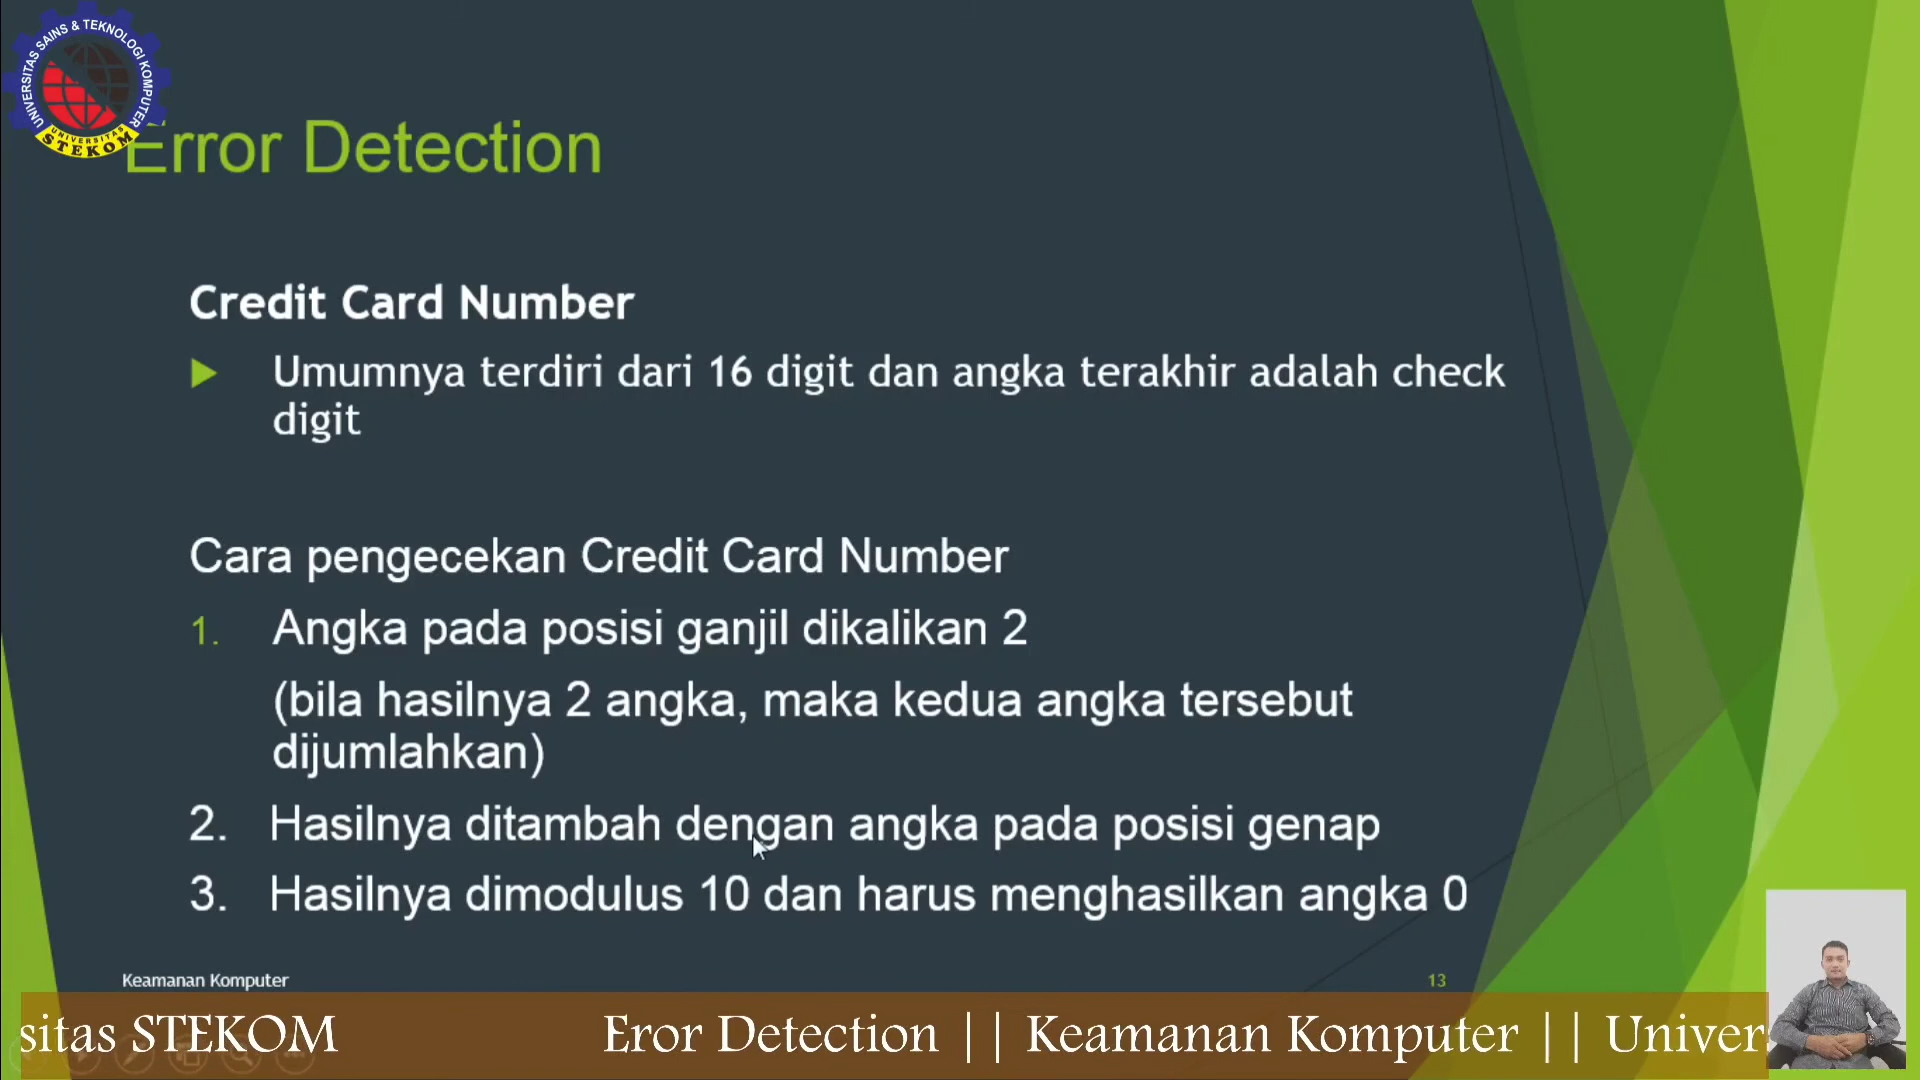 UNIVERSITAS SAINS & TEKNOLOGI KOMPUTER
UNIVERSITAS
STEKOM
Error Detection
Credit Card Number
Umumnya terdiri dari 16 digit dan angka terakhir adalah check
digit
Cara pengecekan Credit Card Number
1. Angka pada posisi ganjil dikalikan 2
(bila hasilnya 2 angka, maka kedua angka tersebut
dijumlahkan)
2. Hasilnya ditambah dengan angka pada posisi genap
3. Hasilnya dimodulus 10 dan harus menghasilkan angka 0
Keamanan Komputer
13
sitas STEKOM Eror Detection || Keamanan Komputer || Univers